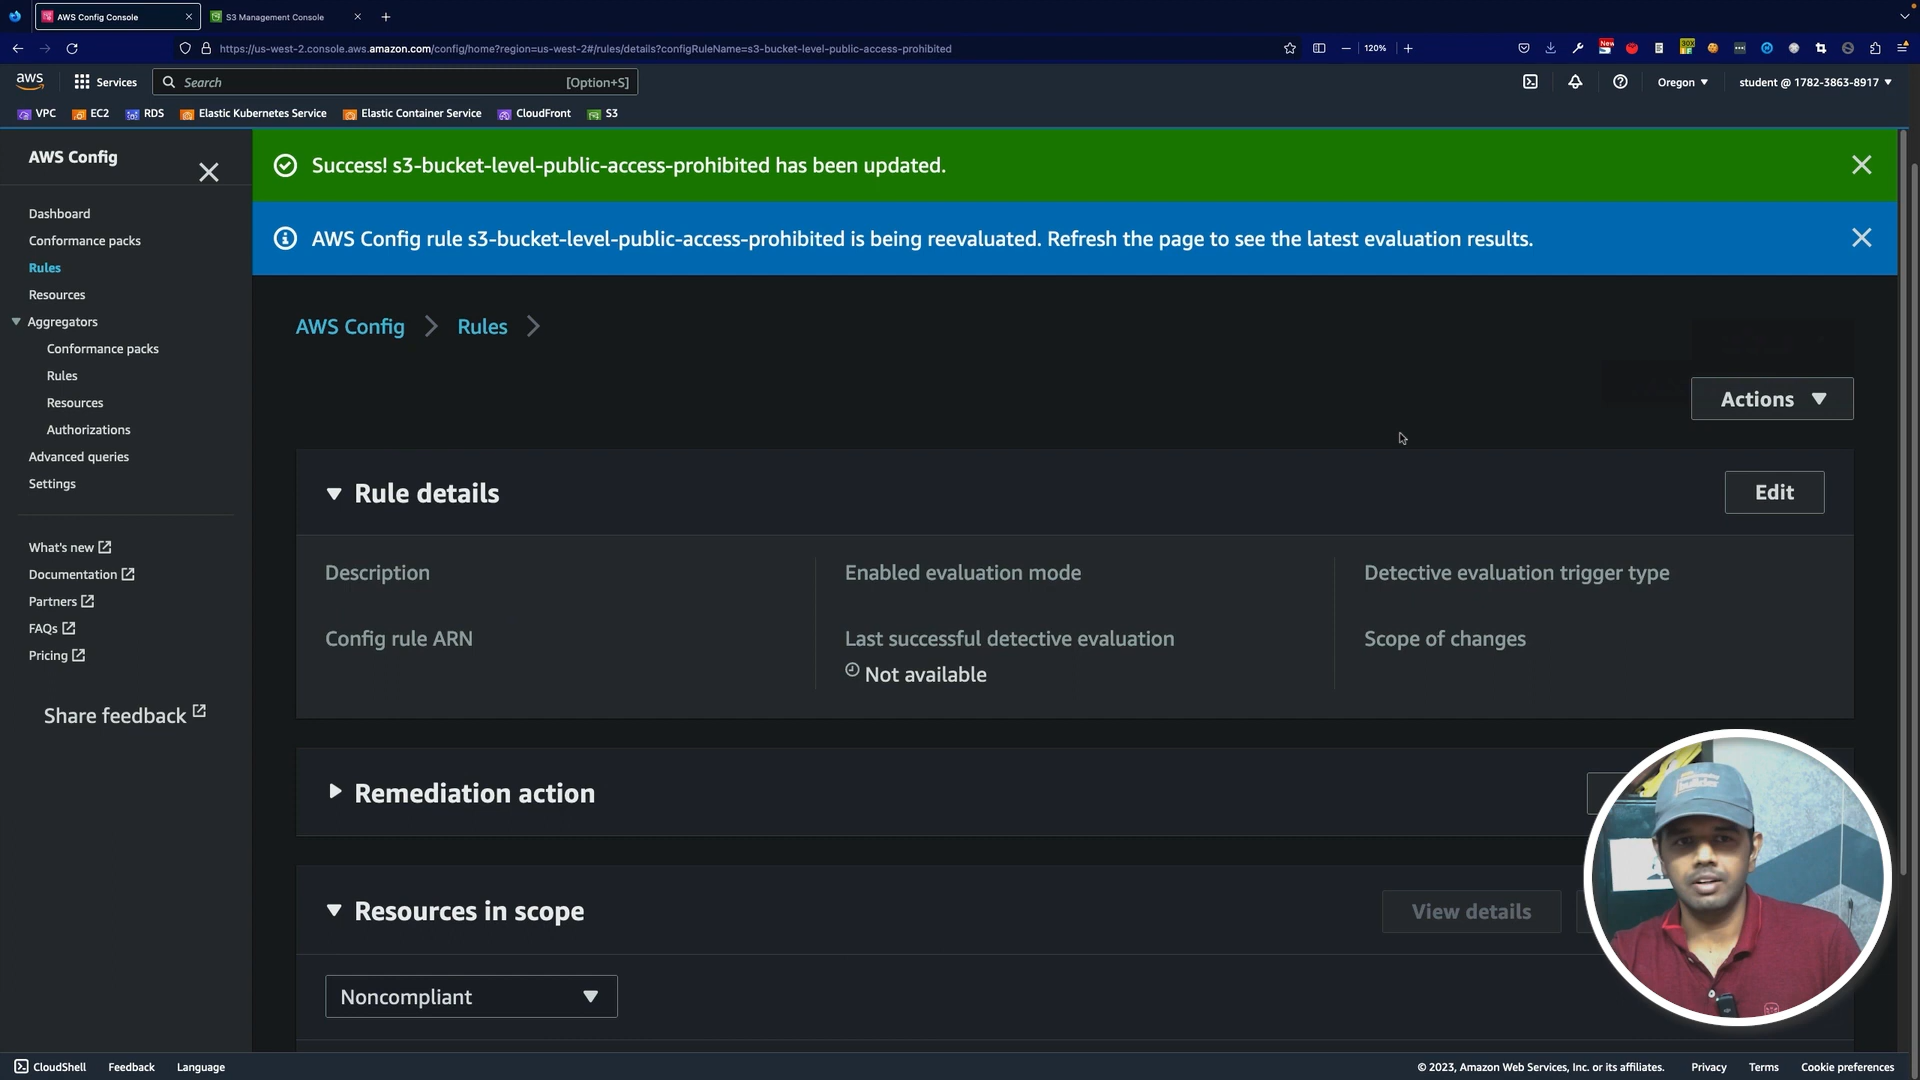 AWS Config Console
S3 Management Console
https://us-west-2.console.aws.amazon.com/config/home?region=us-west-2#/rules/details?configRuleName=s3-bucket-level-public-access-prohibited
120%
New
30X
aws
Services
Search
[Option+S]
Oregon
student @ 1782-3863-8917
VPC
EC2
RDS
Elastic Kubernetes Service
Elastic Container Service
CloudFront
S3
AWS Config
Dashboard
Conformance packs
Rules
Resources
Aggregators
Conformance packs
Rules
Resources
Authorizations
Advanced queries
Settings
What's new
Documentation
Partners
FAQs
Pricing
Share feedback
Success! s3-bucket-level-public-access-prohibited has been updated.
AWS Config rule s3-bucket-level-public-access-prohibited is being reevaluated. Refresh the page to see the latest evaluation results.
AWS Config
Rules
Actions
Rule details
Edit
Description
Enabled evaluation mode
Detective evaluation trigger type
Config rule ARN
Last successful detective evaluation
Not available
Scope of changes
Remediation action
Resources in scope
View details
Noncompliant
CloudShell
Feedback
Language
© 2023, Amazon Web Services, Inc. or its affiliates.
Privacy
Terms
Cookie preferences